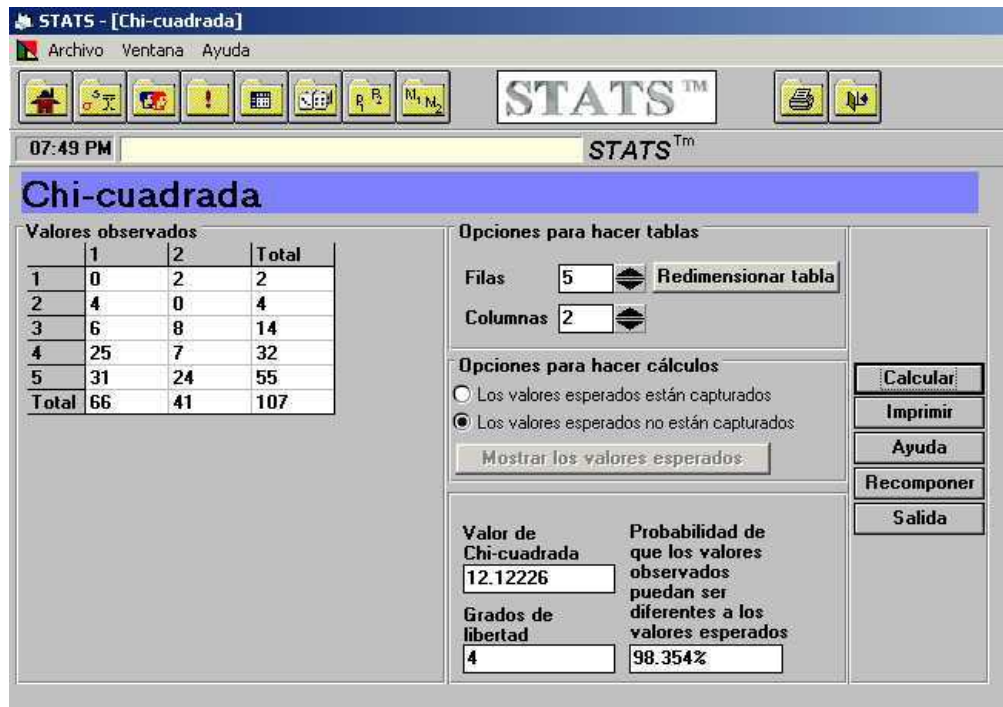 STATS - [Chi-cuadrada]
Archivo Ventana Ayuda
STATS™
07:49 PM STATS™
Chi-cuadrada
Valores observados
1 2 Total
1 0 2 2
2 4 0 4
3 6 8 14
4 25 7 32
5 31 24 55
Total 66 41 107
Opciones para hacer tablas
Filas 5 Redimensionar tabla
Columnas 2
Opciones para hacer cálculos
Los valores esperados están capturados
Los valores esperados no están capturados
Mostrar los valores esperados
Valor de
Chi-cuadrada
12.12226
Grados de
libertad
4
Probabilidad de
que los valores
observados
puedan ser
diferentes a los
valores esperados
98.354%
Calcular
Imprimir
Ayuda
Recomponer
Salida